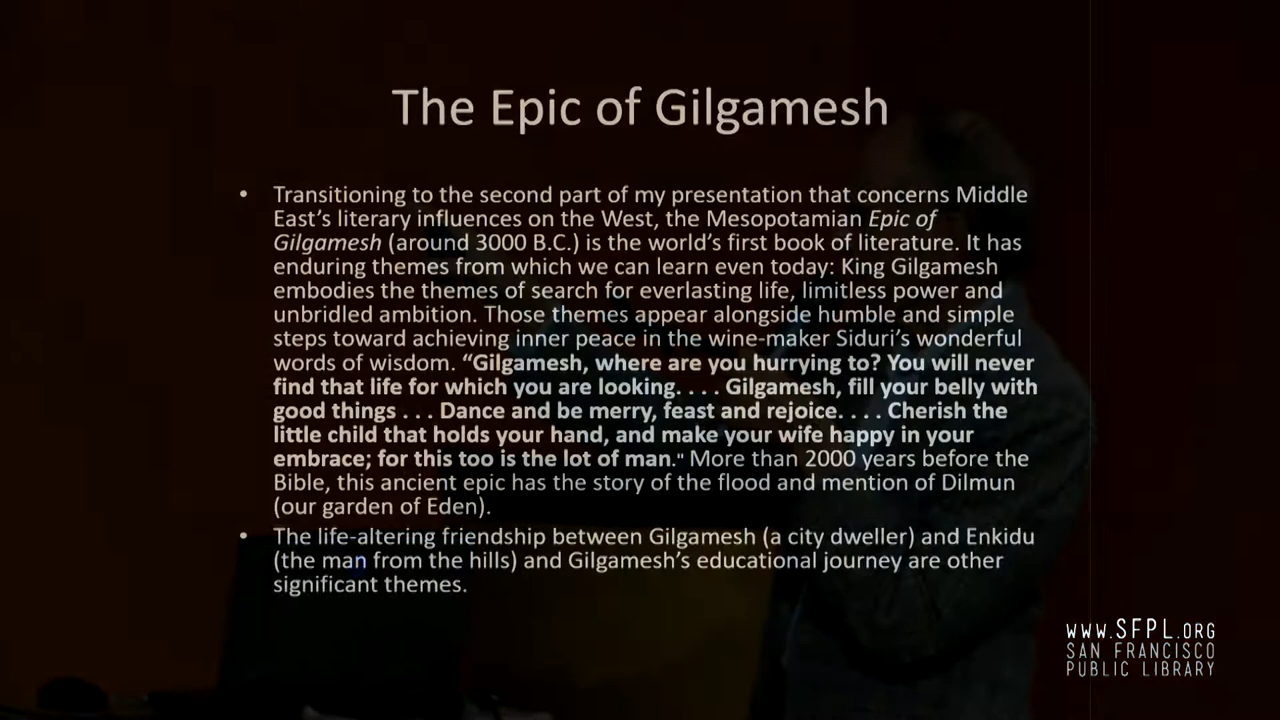 The Epic of Gilgamesh
• Transitioning to the second part of my presentation that concerns Middle
East’s literary influences on the West, the Mesopotamian Epic of
Gilgamesh (around 3000 B.C.) is the world’s first book of literature. It has
enduring themes from which we can learn even today: King Gilgamesh
embodies the themes of search for everlasting life, limitless power and
unbridled ambition. Those themes appear alongside humble and simple
steps toward achieving inner peace in the wine-maker Siduri’s wonderful
words of wisdom. “Gilgamesh, where are you hurrying to? You will never
find that life for which you are looking. . . . Gilgamesh, fill your belly with
good things . . . Dance and be merry, feast and rejoice. . . . Cherish the
little child that holds your hand, and make your wife happy in your
embrace; for this too is the lot of man." More than 2000 years before the
Bible, this ancient epic has the story of the flood and mention of Dilmun
(our garden of Eden).
• The life-altering friendship between Gilgamesh (a city dweller) and Enkidu
(the man from the hills) and Gilgamesh’s educational journey are other
significant themes.
WWW.SFPL.ORG
SAN FRANCISCO
PUBLIC LIBRARY